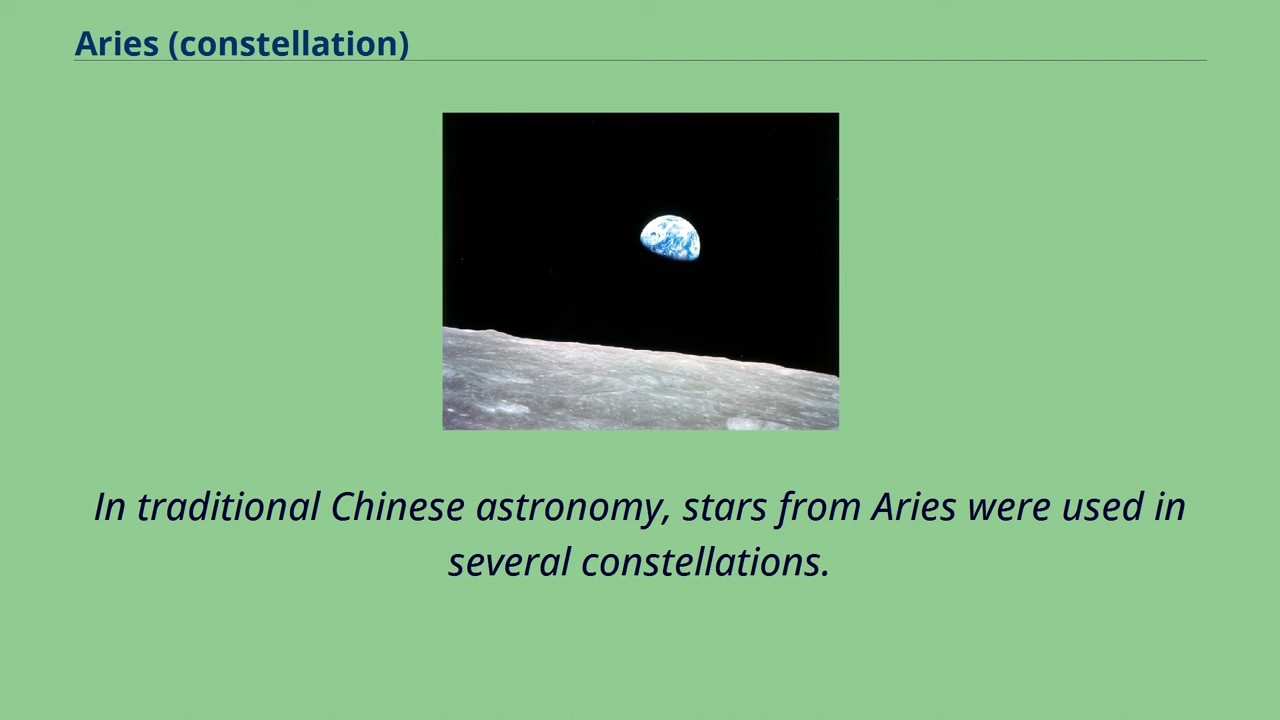 Aries (constellation)
In traditional Chinese astronomy, stars from Aries were used in
several constellations.